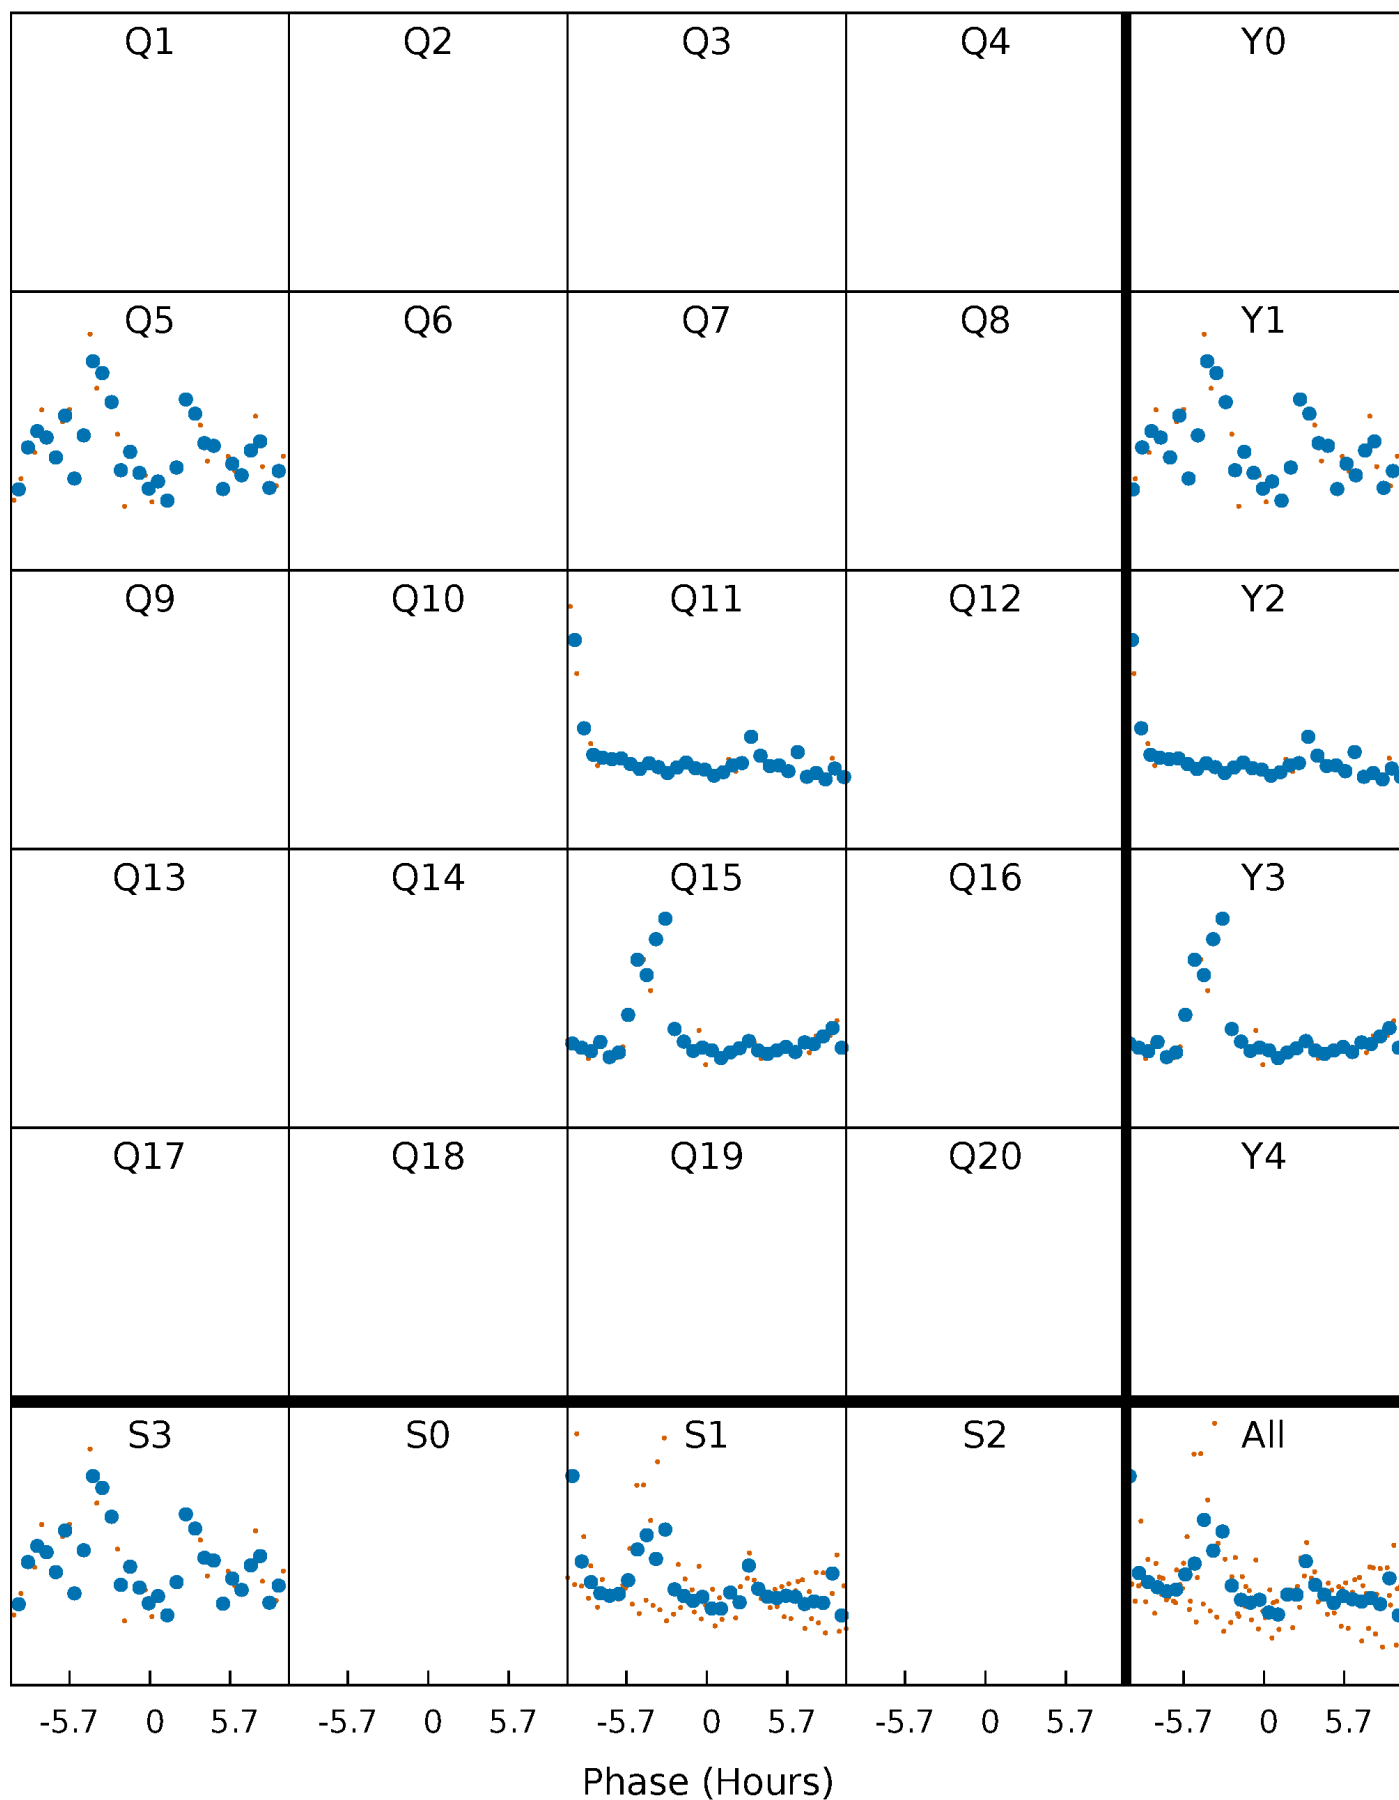 Q1 Q2 Q3 Q4 Y0
Q5 Q6 Q7 Q8 Y1
Q9 Q10 Q11 Q12 Y2
Q13 Q14 Q15 Q16 Y3
Q17 Q18 Q19 Q20 Y4
S3 S0 S1 S2 All
-5.7 0 5.7 -5.7 0 5.7 -5.7 0 5.7 -5.7 0 5.7 -5.7 0 5.7
Phase (Hours)